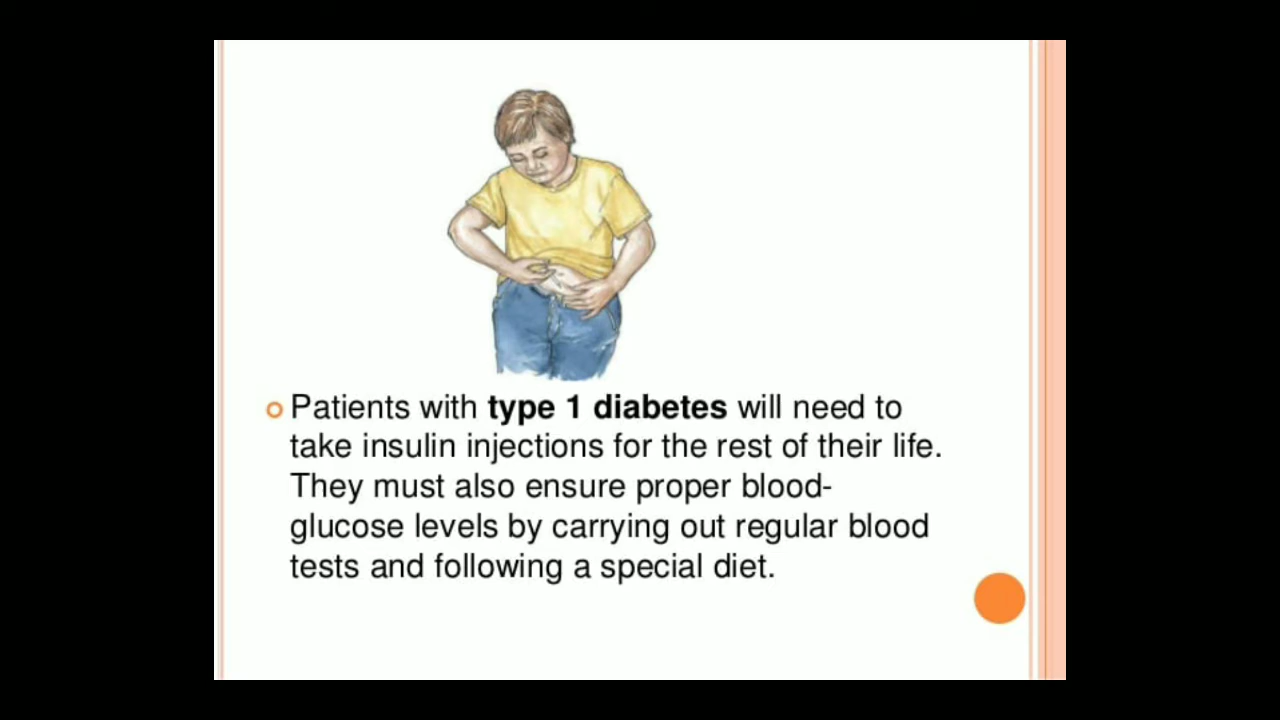 Patients with type 1 diabetes will need to
take insulin injections for the rest of their life.
They must also ensure proper blood-
glucose levels by carrying out regular blood
tests and following a special diet.